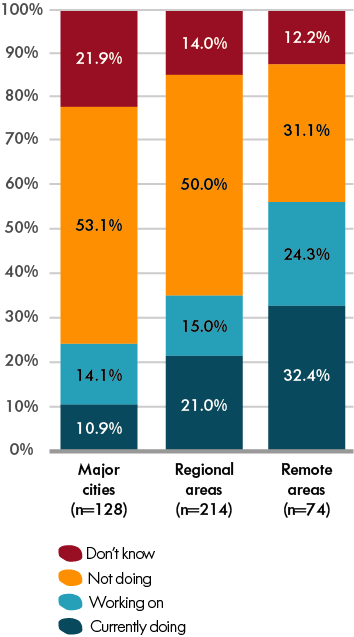 100%
90%
80%
70%
60%
50%
40%
30%
20%
10%
0%
21.9%
53.1%
14.1%
10.9%
14.0%
50.0%
15.0%
21.0%
12.2%
31.1%
24.3%
32.4%
Major
cities
(n=128)
Regional
areas
(n=214)
Remote
areas
(n=74)
Don't know
Not doing
Working on
Currently doing